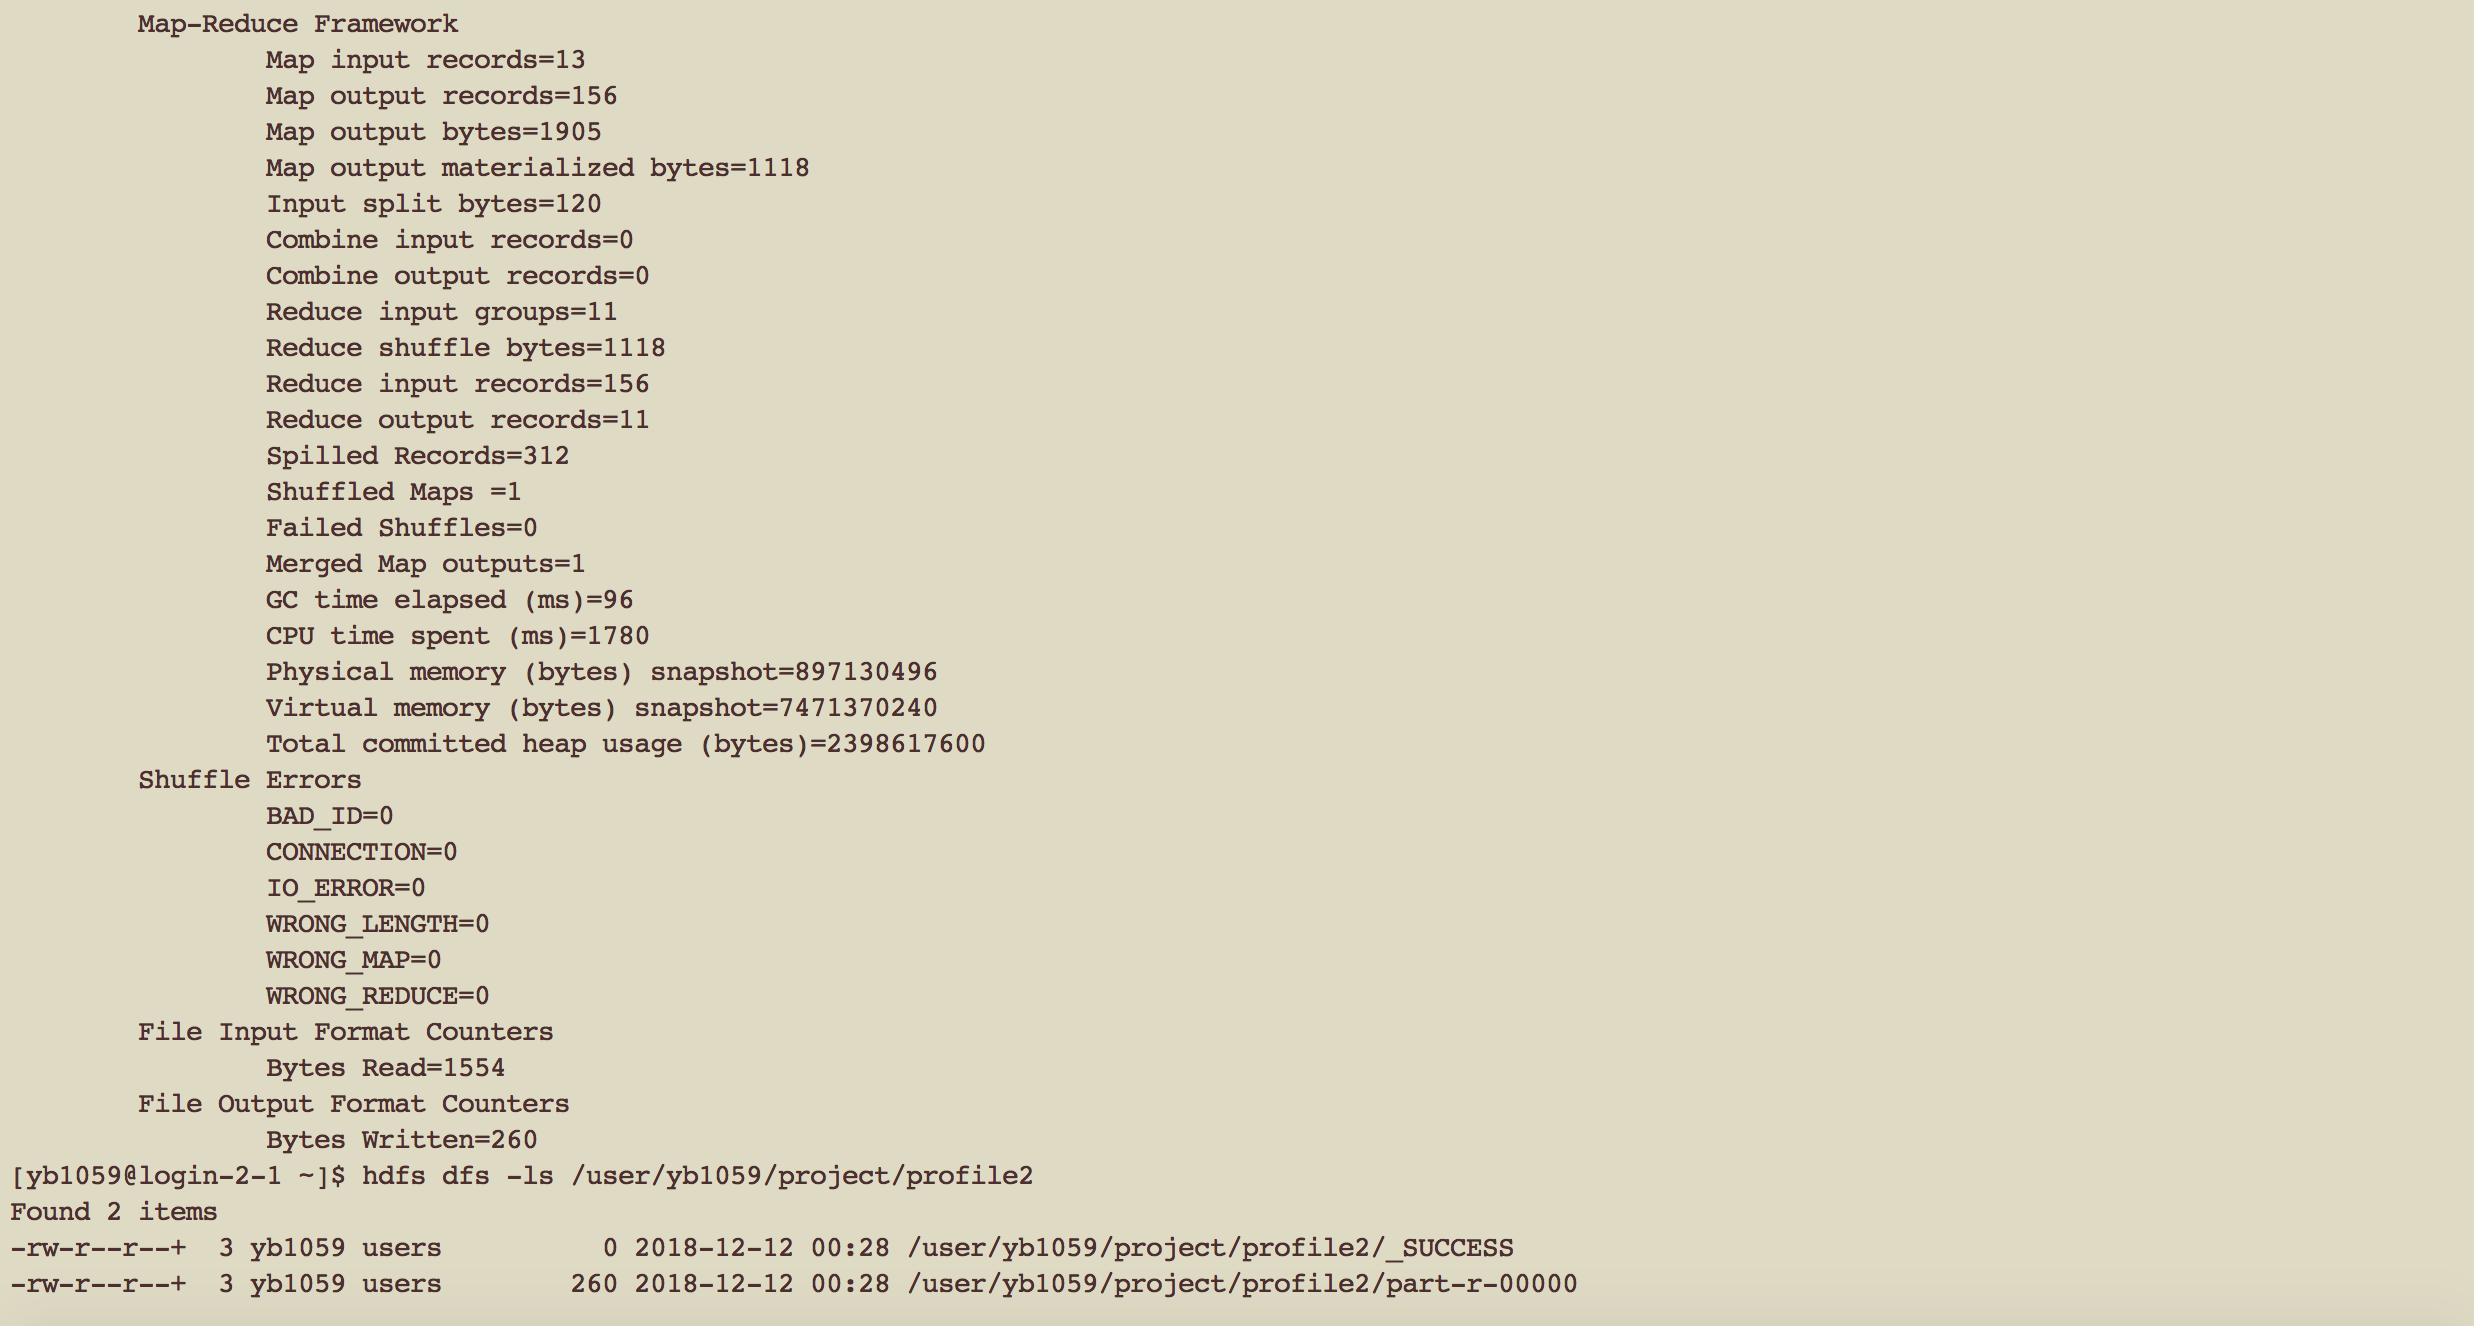 Map-Reduce Framework
Map input records=13
Map output records=156
Map output bytes=1905
Map output materialized bytes=1118
Input split bytes=120
Combine input records=0
Combine output records=0
Reduce input groups=11
Reduce shuffle bytes=1118
Reduce input records=156
Reduce output records=11
Spilled Records=312
Shuffled Maps =1
Failed Shuffles=0
Merged Map outputs=1
GC time elapsed (ms)=96
CPU time spent (ms)=1780
Physical memory (bytes) snapshot=897130496
Virtual memory (bytes) snapshot=7471370240
Total committed heap usage (bytes)=2398617600
Shuffle Errors
BAD_ID=0
CONNECTION=0
IO_ERROR=0
WRONG_LENGTH=0
WRONG_MAP=0
WRONG_REDUCE=0
File Input Format Counters
Bytes Read=1554
File Output Format Counters
Bytes Written=260
[yb1059@login-2-1 ~]$ hdfs dfs -ls /user/yb1059/project/profile2
Found 2 items
-rw-r--r--+  3 yb1059 users          0 2018-12-12 00:28 /user/yb1059/project/profile2/_SUCCESS
-rw-r--r--+  3 yb1059 users        260 2018-12-12 00:28 /user/yb1059/project/profile2/part-r-00000